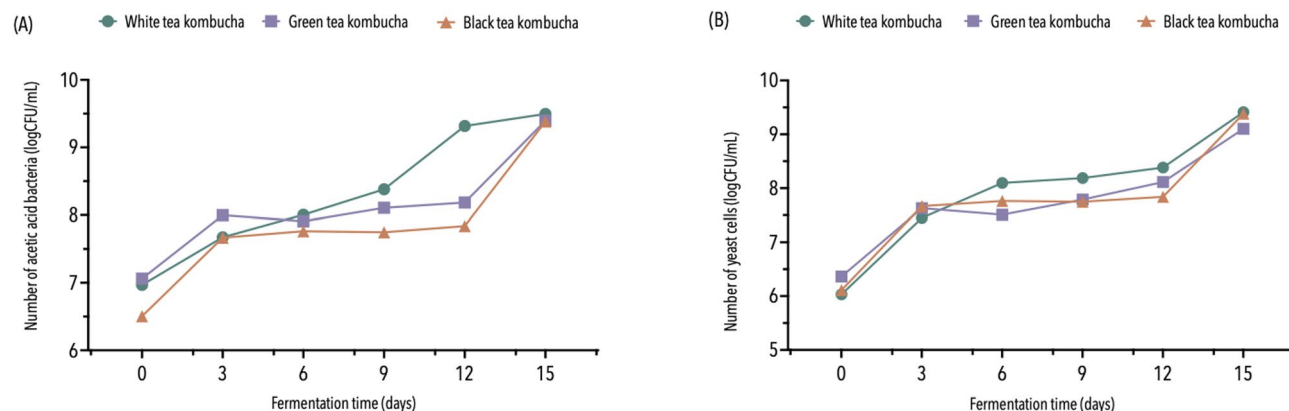 (A)
White tea kombucha Green tea kombucha Black tea kombucha
Number of acetic acid bacteria (logCFU/mL)
10
9
8
7
6
0 3 6 9 12 15
Fermentation time (days)
(B)
White tea kombucha Green tea kombucha Black tea kombucha
Number of yeast cells (logCFU/mL)
10
9
8
7
6
5
0 3 6 9 12 15
Fermentation time (days)